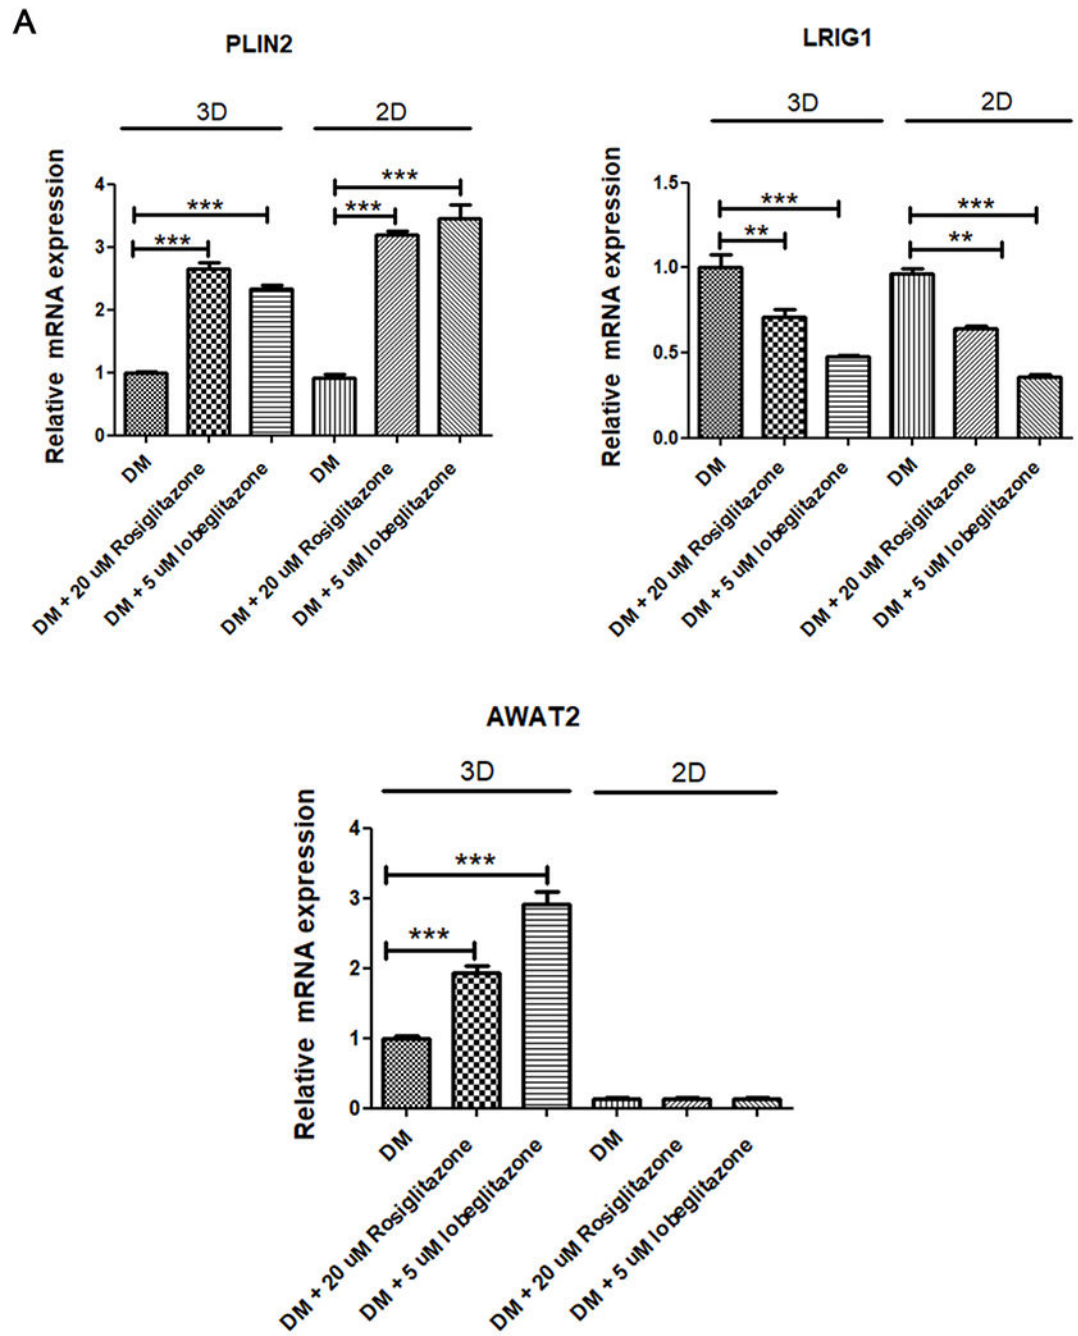 A
PLIN2
3D
2D
Relative mRNA expression
4
3
2
1
0
***
***
***
***
DM
DM + 20 uM Rosiglitazone
DM + 5 uM lobeglitazone
DM
DM + 20 uM Rosiglitazone
DM + 5 uM lobeglitazone
LRIG1
3D
2D
Relative mRNA expression
1.5
1.0
0.5
0.0
***
**
***
**
DM
DM + 20 uM Rosiglitazone
DM + 5 uM lobeglitazone
DM
DM + 20 uM Rosiglitazone
DM + 5 uM lobeglitazone
AWAT2
3D
2D
Relative mRNA expression
4
3
2
1
0
***
***
DM
DM + 20 uM Rosiglitazone
DM + 5 uM lobeglitazone
DM
DM + 20 uM Rosiglitazone
DM + 5 uM lobeglitazone